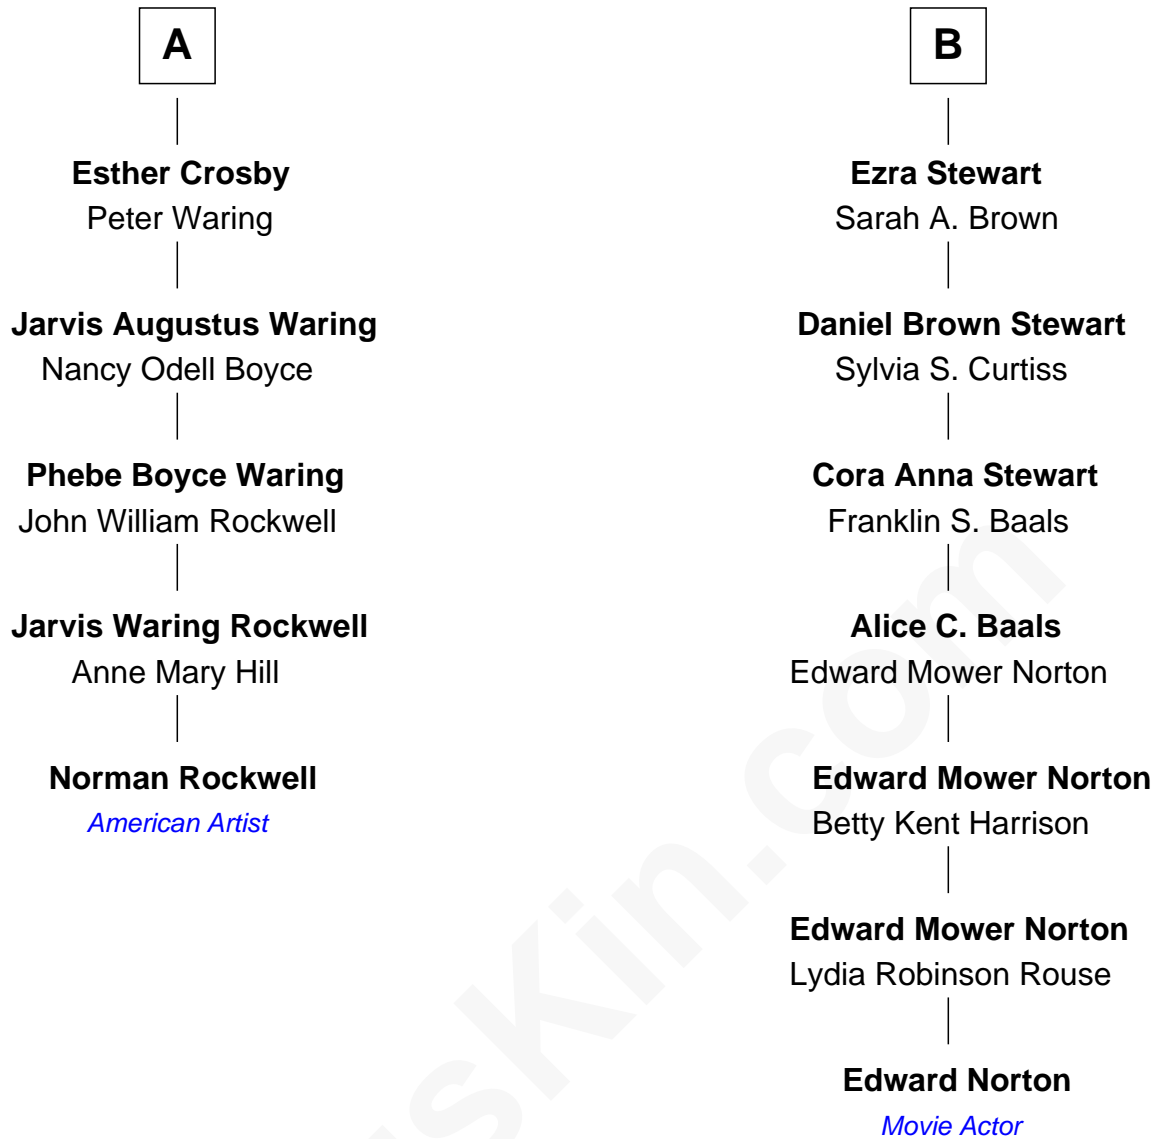 A
Esther Crosby
Peter Waring
Jarvis Augustus Waring
Nancy Odell Boyce
Phebe Boyce Waring
John William Rockwell
Jarvis Waring Rockwell
Anne Mary Hill
Norman Rockwell
American Artist
B
Ezra Stewart
Sarah A. Brown
Daniel Brown Stewart
Sylvia S. Curtiss
Cora Anna Stewart
Franklin S. Baals
Alice C. Baals
Edward Mower Norton
Edward Mower Norton
Betty Kent Harrison
Edward Mower Norton
Lydia Robinson Rouse
Edward Norton
Movie Actor
usKin.com